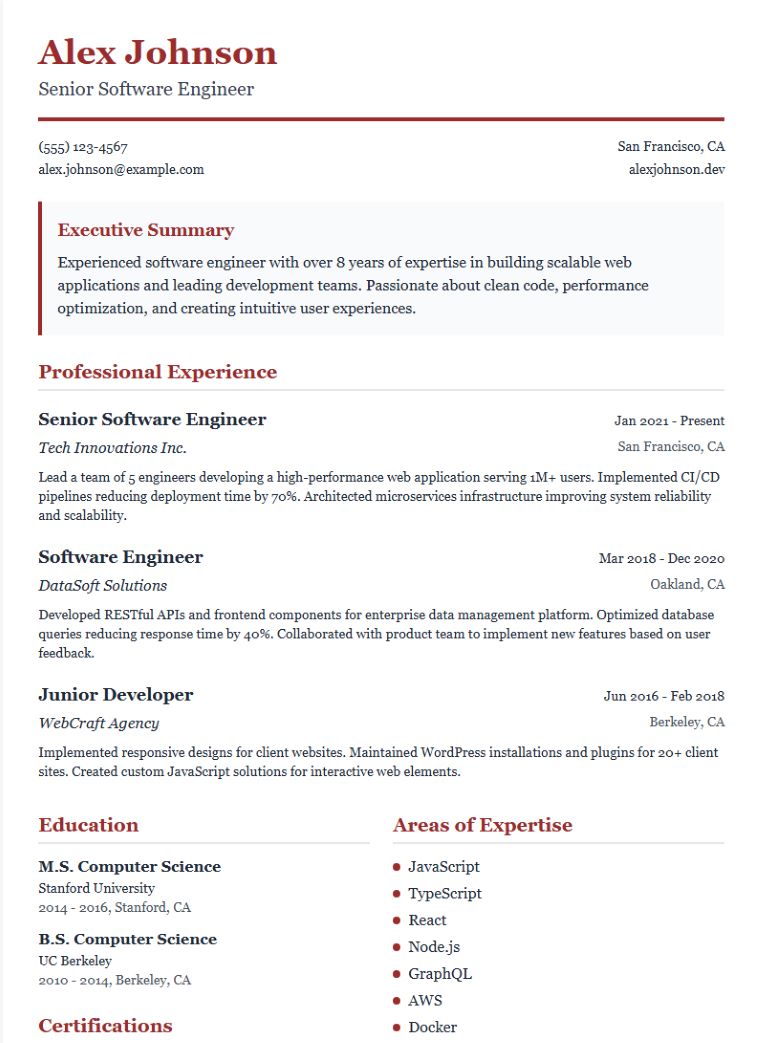 Alex Johnson
Senior Software Engineer
(555) 123-4567
San Francisco, CA
alex.johnson@example.com
alexjohnson.dev
Executive Summary
Experienced software engineer with over 8 years of expertise in building scalable web
applications and leading development teams. Passionate about clean code, performance
optimization, and creating intuitive user experiences.
Professional Experience
Senior Software Engineer
Jan 2021 - Present
Tech Innovations Inc.
San Francisco, CA
Lead a team of 5 engineers developing a high-performance web application serving 1M+ users. Implemented CI/CD
pipelines reducing deployment time by 70%. Architected microservices infrastructure improving system reliability
and scalability.
Software Engineer
Mar 2018 - Dec 2020
DataSoft Solutions
Oakland, CA
Developed RESTful APIs and frontend components for enterprise data management platform. Optimized database
queries reducing response time by 40%. Collaborated with product team to implement new features based on user
feedback.
Junior Developer
Jun 2016 - Feb 2018
WebCraft Agency
Berkeley, CA
Implemented responsive designs for client websites. Maintained WordPress installations and plugins for 20+ client
sites. Created custom JavaScript solutions for interactive web elements.
Education
M.S. Computer Science
Stanford University
2014 - 2016, Stanford, CA
B.S. Computer Science
UC Berkeley
2010 - 2014, Berkeley, CA
Certifications
Areas of Expertise
JavaScript
TypeScript
React
Node.js
GraphQL
AWS
Docker